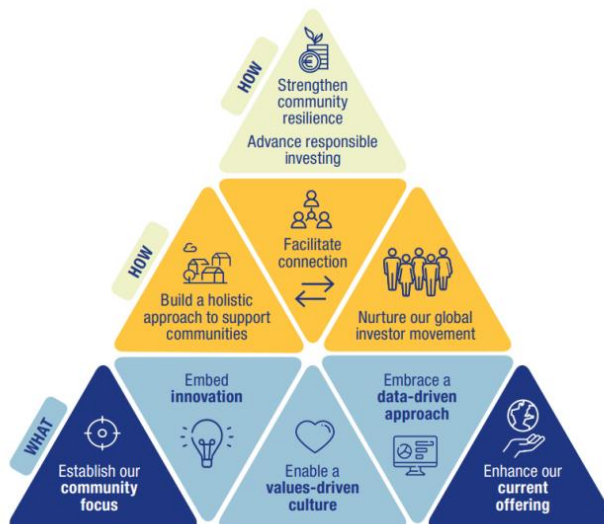 HOW
Strengthen
community
resilience
Advance responsible
investing
HOW
Facilitate
connection
Build a holistic
approach to support
communities
Nurture our global
investor movement
WHAT
Embed
innovation
Embrace a
data-driven
approach
Establish our
community
focus
Enable a
values-driven
culture
Enhance our
current
offering